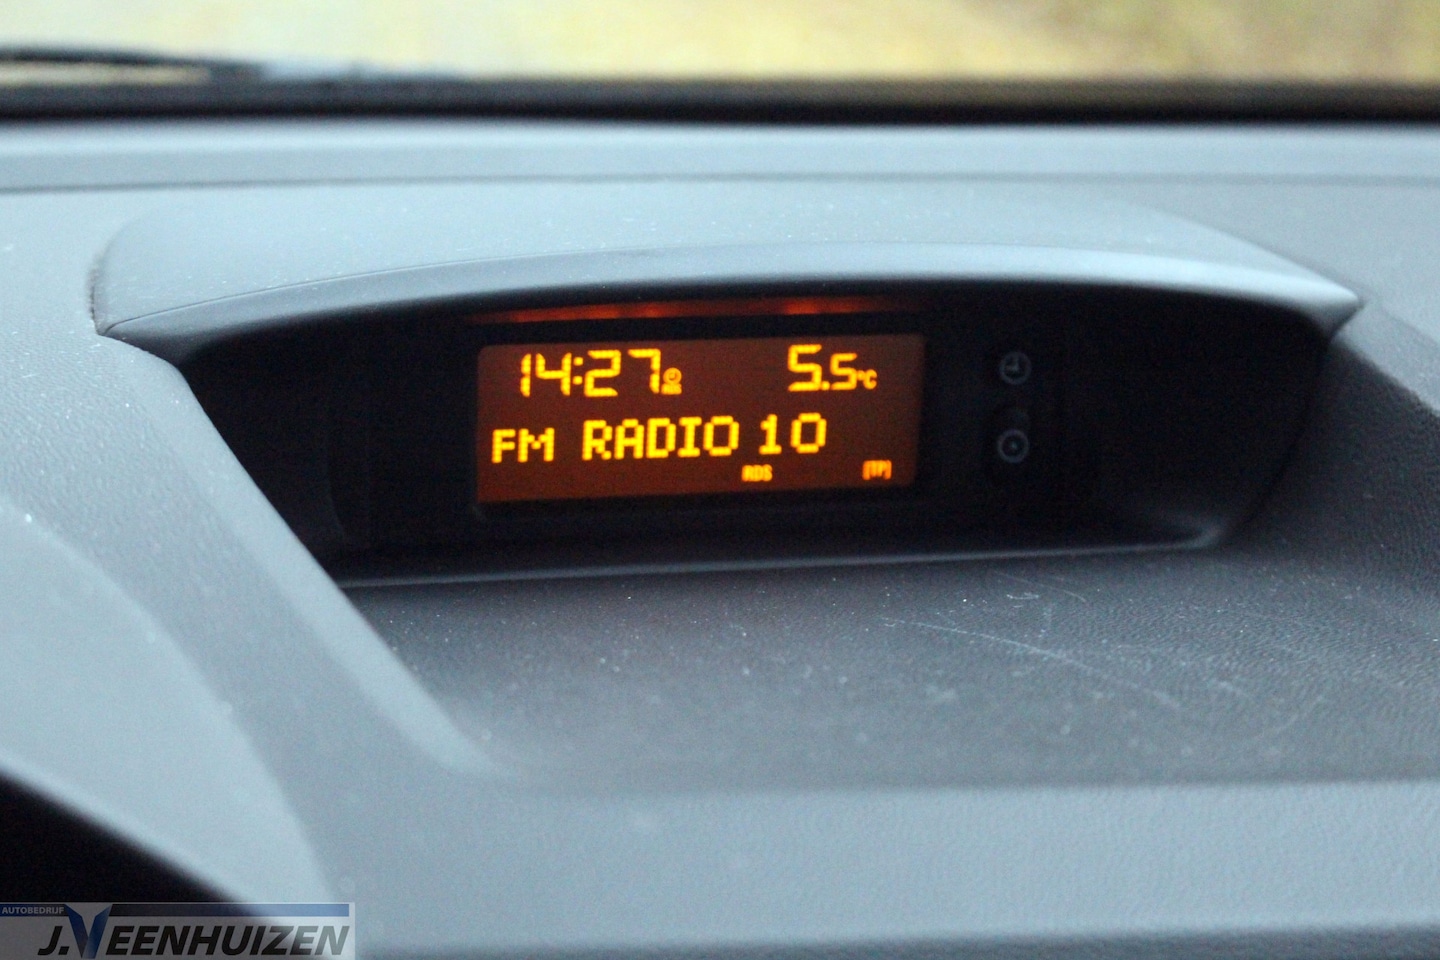 14:27 5.5°C
FM RADIO 10
RDS [TP]
AUTOBEDRIJF
J.VEENHUIZEN